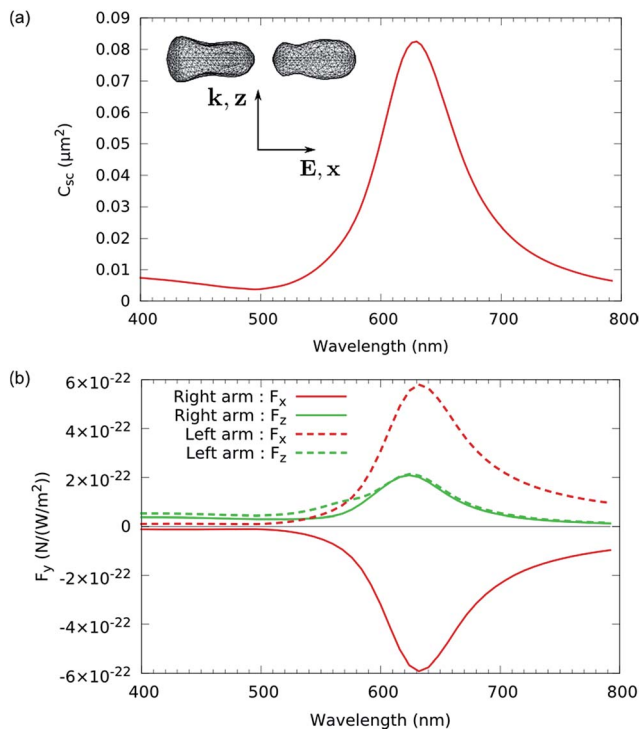 (a)
0.09
0.08
0.07
0.06
0.05
0.04
0.03
0.02
0.01
0
C_sc (μm²)
k, z
E, x
400 500 600 700 800
Wavelength (nm)
(b)
6×10⁻²²
4×10⁻²²
2×10⁻²²
0
-2×10⁻²²
-4×10⁻²²
-6×10⁻²²
F_y (N/(W/m²))
Right arm : F_x
Right arm : F_z
Left arm : F_x
Left arm : F_z
400 500 600 700 800
Wavelength (nm)